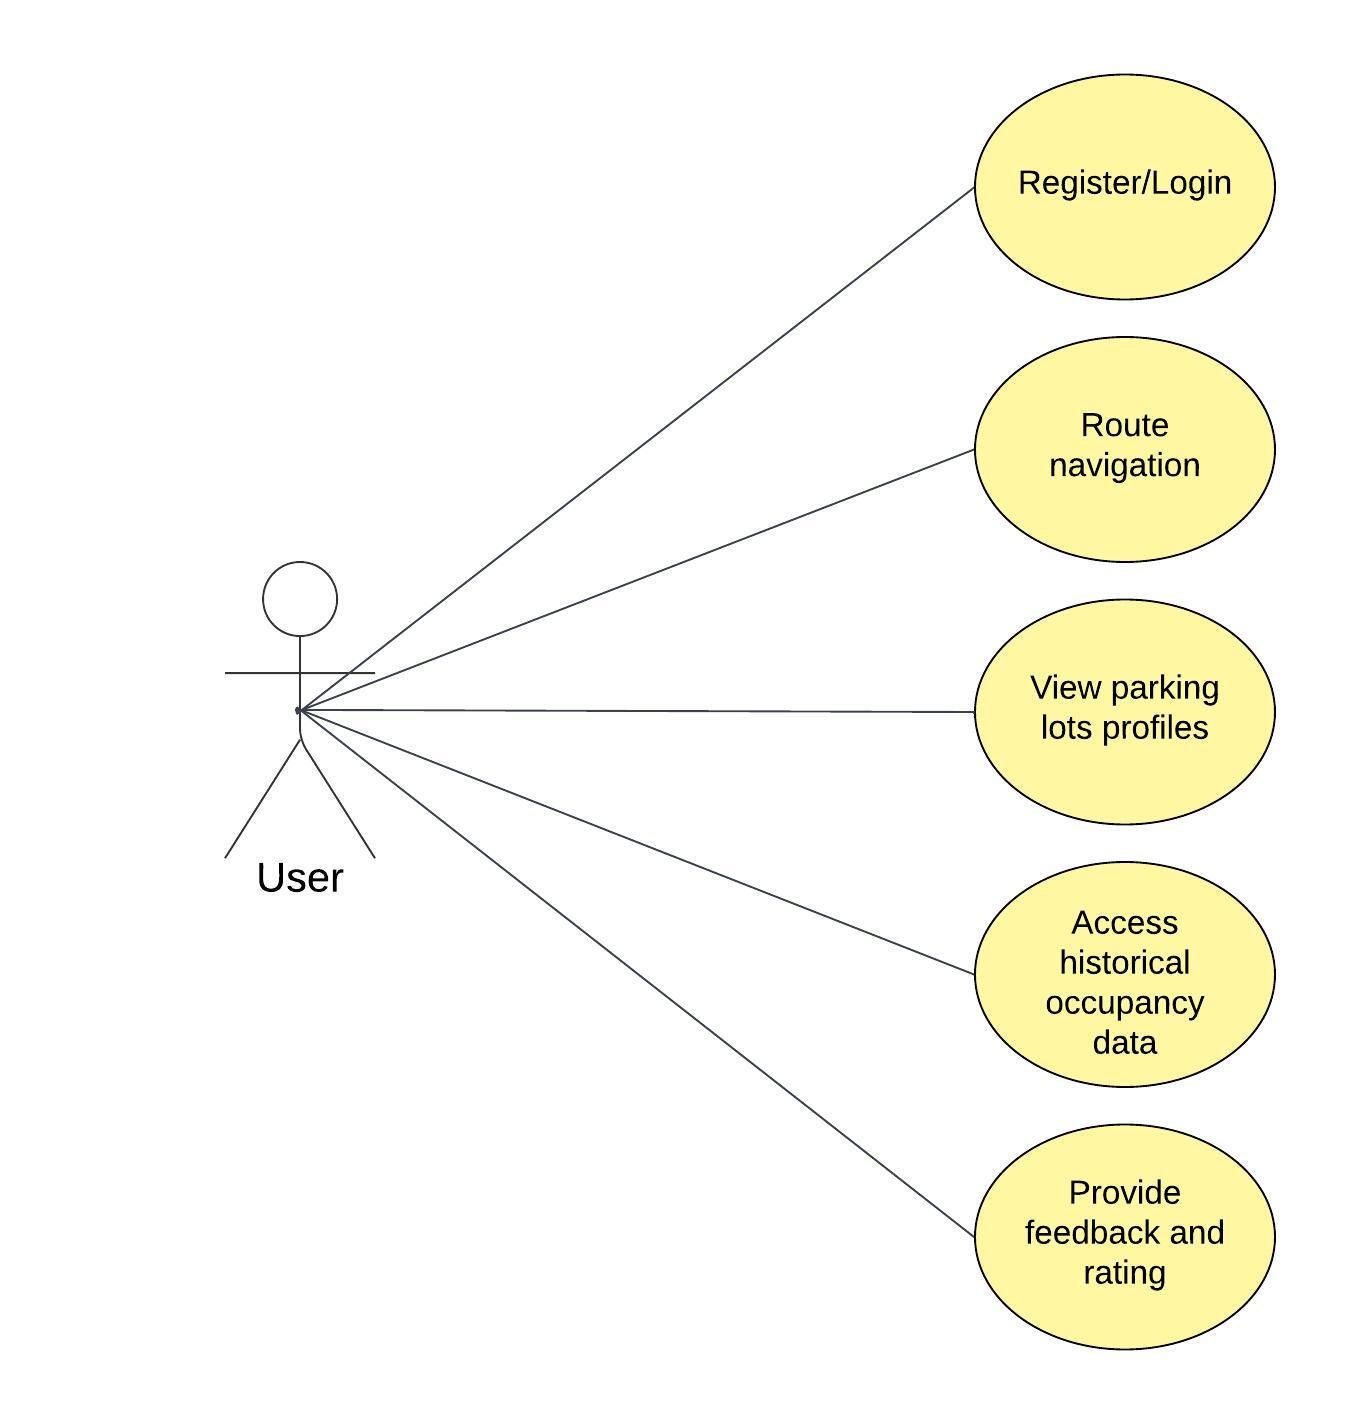 Register/Login
Route
navigation
View parking
lots profiles
User
Access
historical
occupancy
data
Provide
feedback and
rating